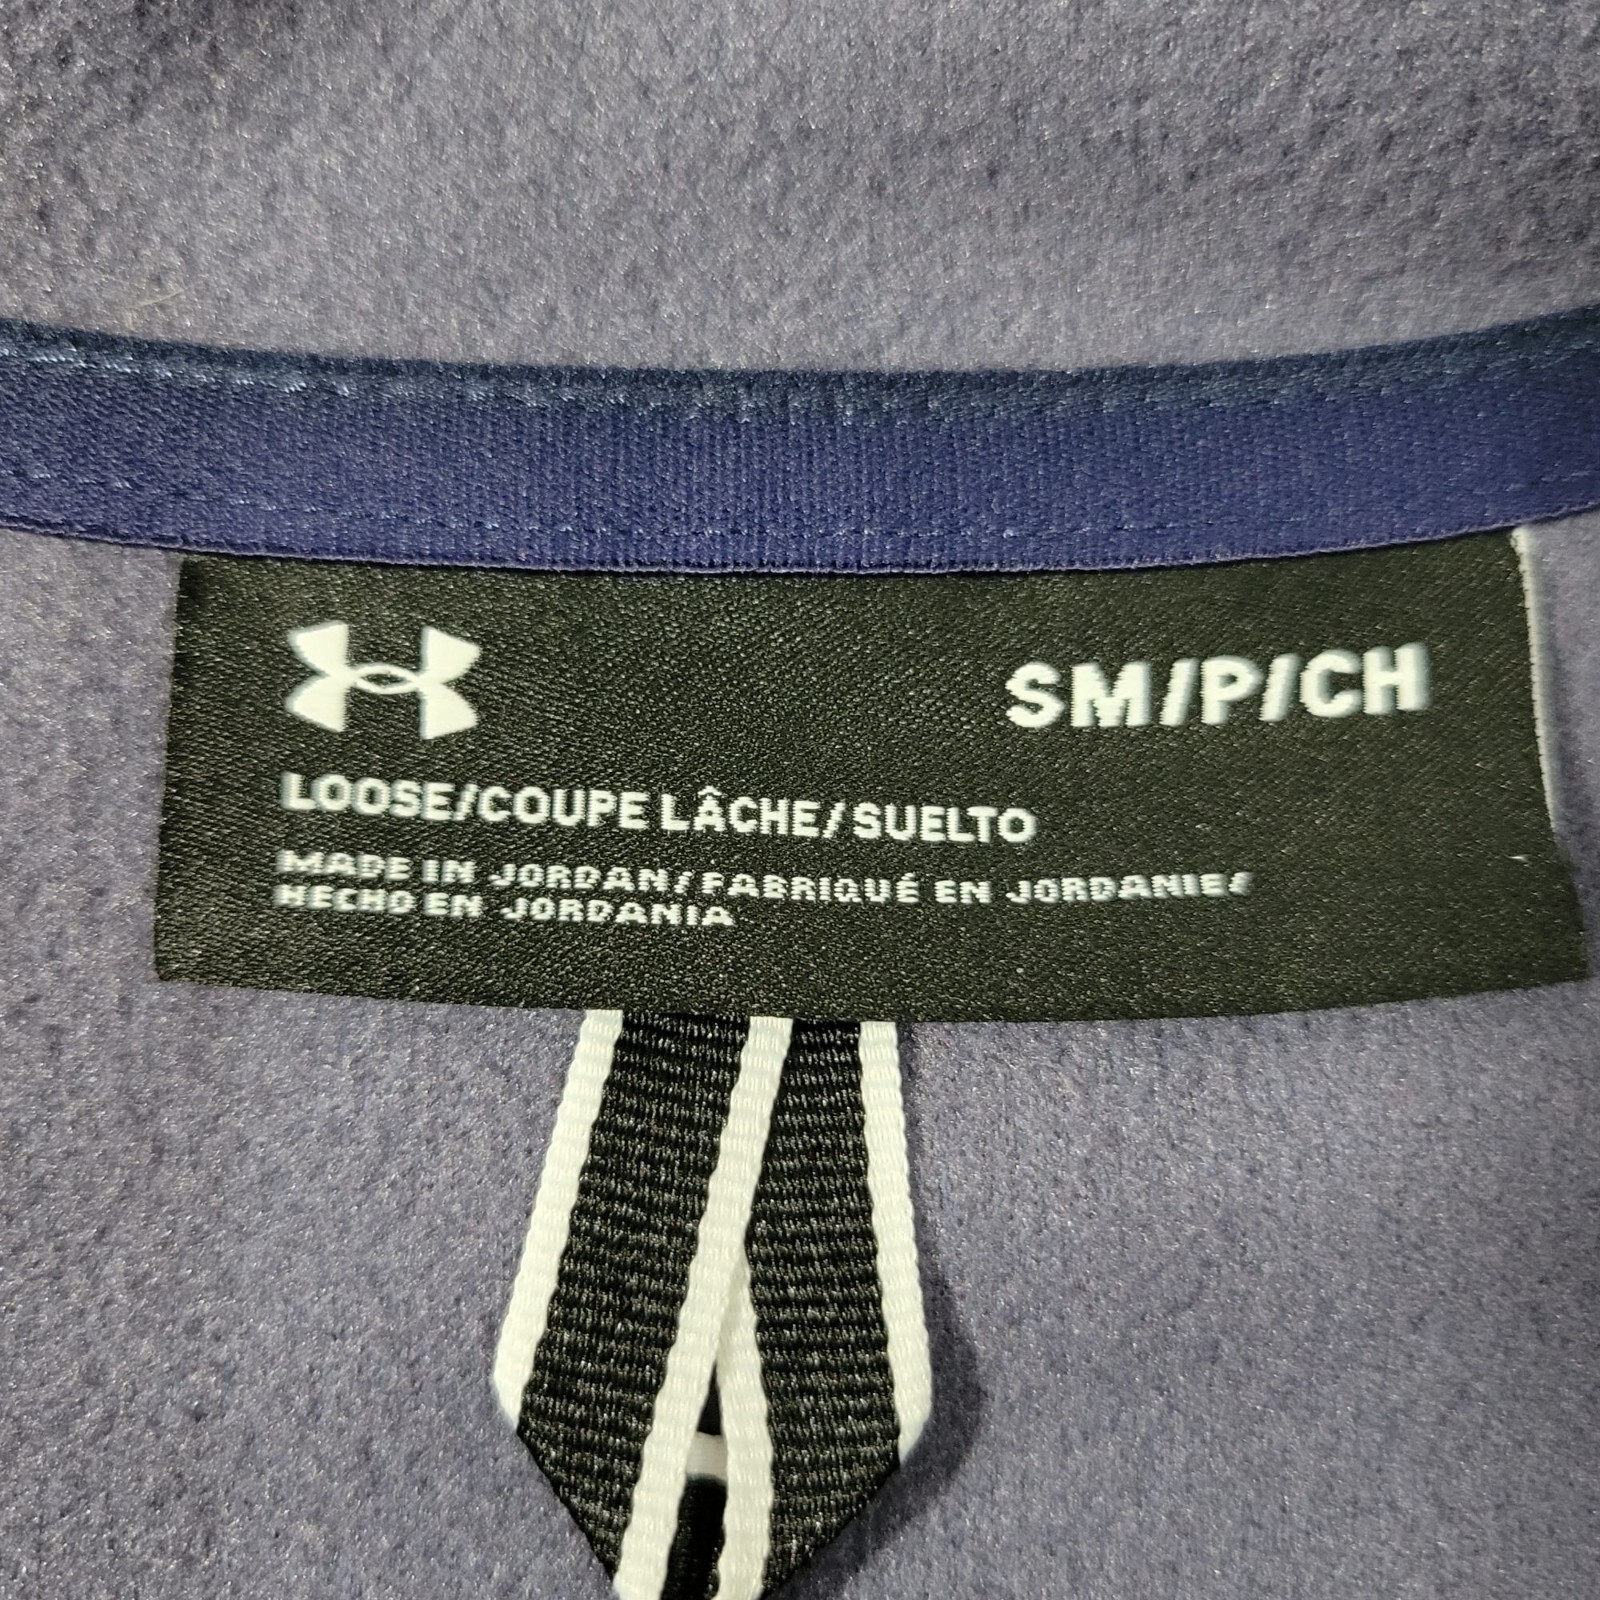 SM/P/CH
LOOSE/COUPE LÂCHE/SUELTO
MADE IN JORDAN/FABRIQUÉ EN JORDANIE/
HECHO EN JORDANIA